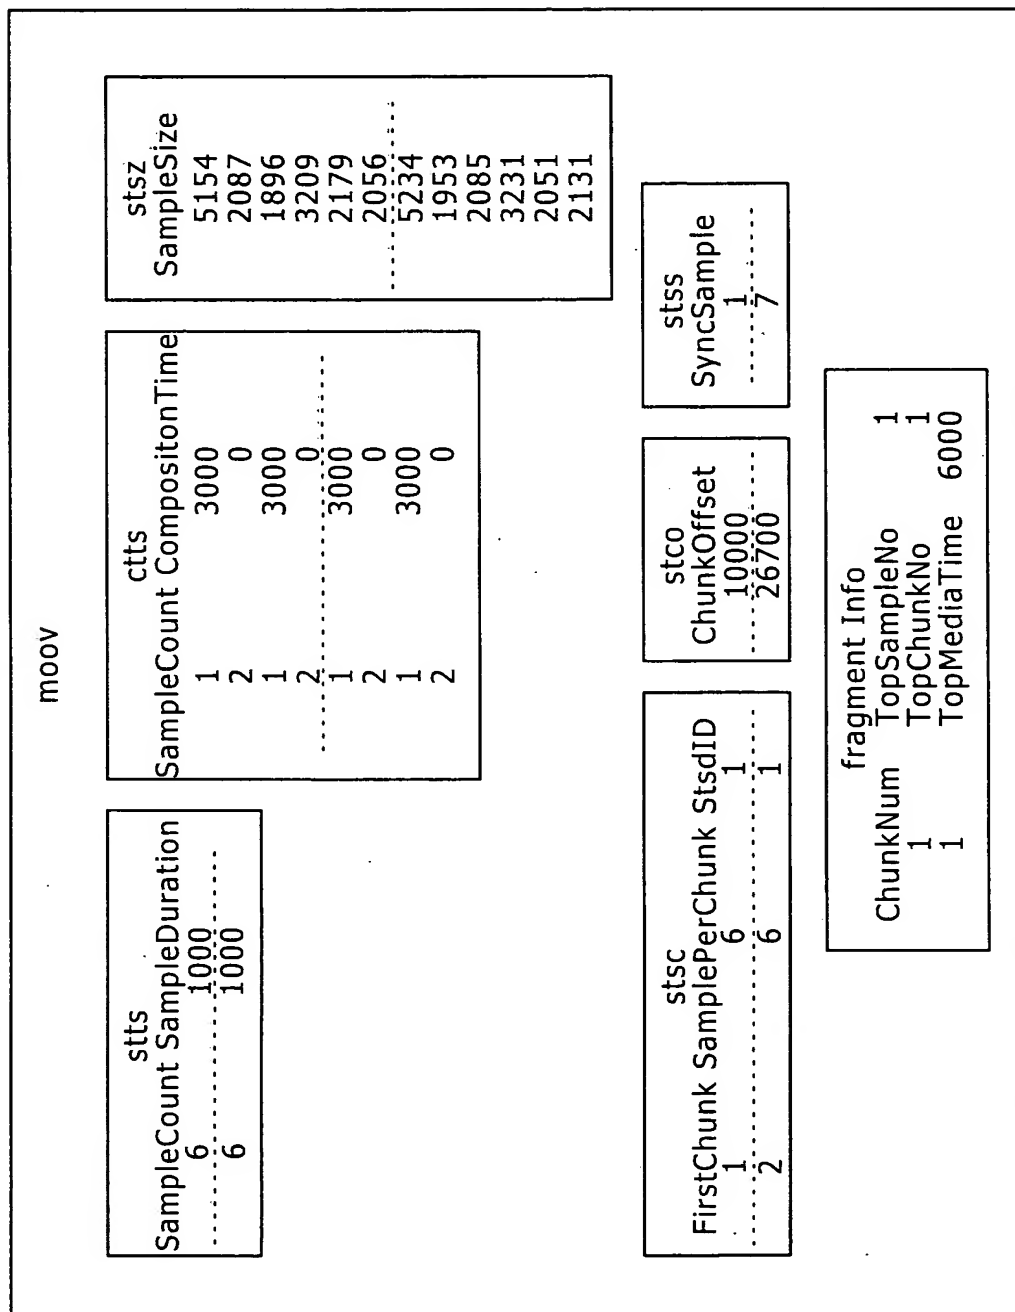 moov
stts
SampleCount SampleDuration
6 1000
6 1000
ctts
SampleCount CompositonTime
1 3000
2 0
1 3000
2 0
1 3000
2 0
1 3000
2 0
stsz
SampleSize
5154
2087
1896
3209
2179
2056
5234
1953
2085
3231
2051
2131
stsc
FirstChunk SamplePerChunk StsdID
1 6 1
2 6 1
stco
ChunkOffset
10000
26700
stss
SyncSample
1
7
fragment Info
ChunkNum TopSampleNo 1
1 TopChunkNo 1
1 TopMediaTime 6000